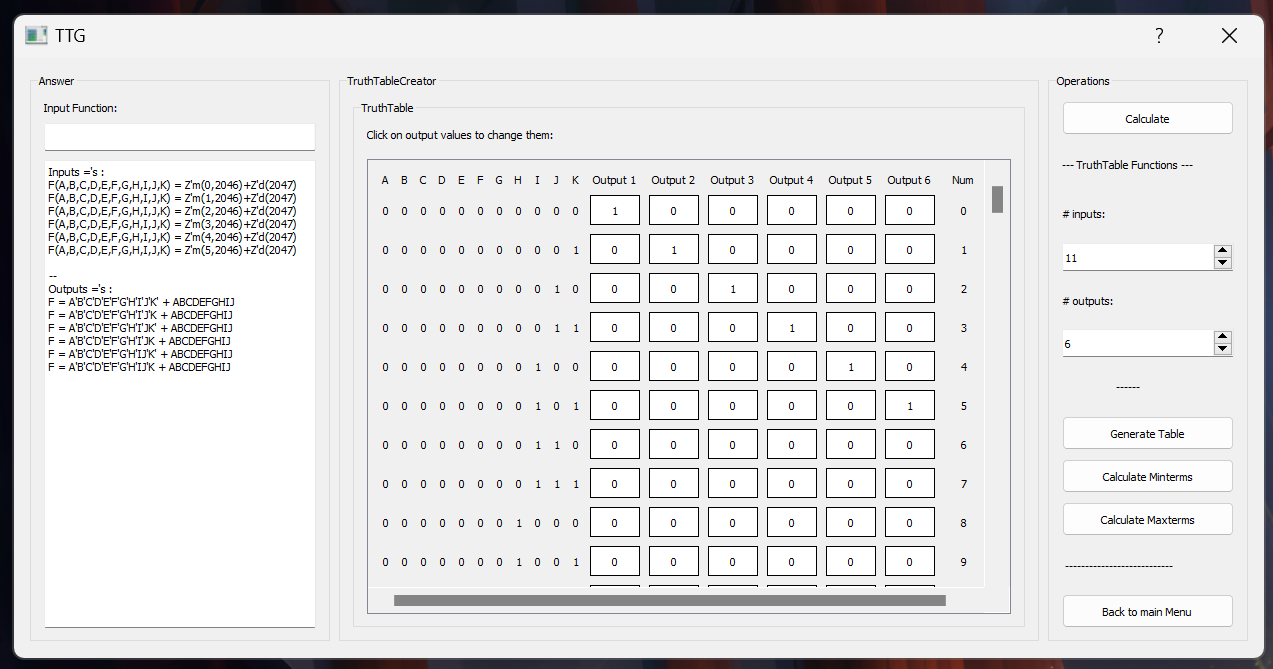 TTG
?
Answer
Input Function:
Inputs ='s :
F(A,B,C,D,E,F,G,H,I,J,K) = Z'm(0,2046)+Z'd(2047)
F(A,B,C,D,E,F,G,H,I,J,K) = Z'm(1,2046)+Z'd(2047)
F(A,B,C,D,E,F,G,H,I,J,K) = Z'm(2,2046)+Z'd(2047)
F(A,B,C,D,E,F,G,H,I,J,K) = Z'm(3,2046)+Z'd(2047)
F(A,B,C,D,E,F,G,H,I,J,K) = Z'm(4,2046)+Z'd(2047)
F(A,B,C,D,E,F,G,H,I,J,K) = Z'm(5,2046)+Z'd(2047)
--
Outputs ='s :
F = A'B'C'D'E'F'G'H'I'J'K' + ABCDEFGHIJ
F = A'B'C'D'E'F'G'H'I'J'K + ABCDEFGHIJ
F = A'B'C'D'E'F'G'H'I'JK' + ABCDEFGHIJ
F = A'B'C'D'E'F'G'H'I'JK + ABCDEFGHIJ
F = A'B'C'D'E'F'G'H'IJ'K' + ABCDEFGHIJ
F = A'B'C'D'E'F'G'H'IJ'K + ABCDEFGHIJ
TruthTableCreator
TruthTable
Click on output values to change them:
A B C D E F G H I J K Output 1 Output 2 Output 3 Output 4 Output 5 Output 6 Num
0 0 0 0 0 0 0 0 0 0 0 1 0 0 0 0 0 0
0 0 0 0 0 0 0 0 0 0 1 0 1 0 0 0 0 1
0 0 0 0 0 0 0 0 0 1 0 0 0 1 0 0 0 2
0 0 0 0 0 0 0 0 0 1 1 0 0 0 1 0 0 3
0 0 0 0 0 0 0 0 1 0 0 0 0 0 0 1 0 4
0 0 0 0 0 0 0 0 1 0 1 0 0 0 0 0 1 5
0 0 0 0 0 0 0 0 1 1 0 0 0 0 0 0 0 6
0 0 0 0 0 0 0 0 1 1 1 0 0 0 0 0 0 7
0 0 0 0 0 0 0 1 0 0 0 0 0 0 0 0 0 8
0 0 0 0 0 0 0 1 0 0 1 0 0 0 0 0 0 9
Operations
Calculate
--- TruthTable Functions ---
# inputs:
11
# outputs:
6
------
Generate Table
Calculate Minterms
Calculate Maxterms
---------------------------
Back to main Menu